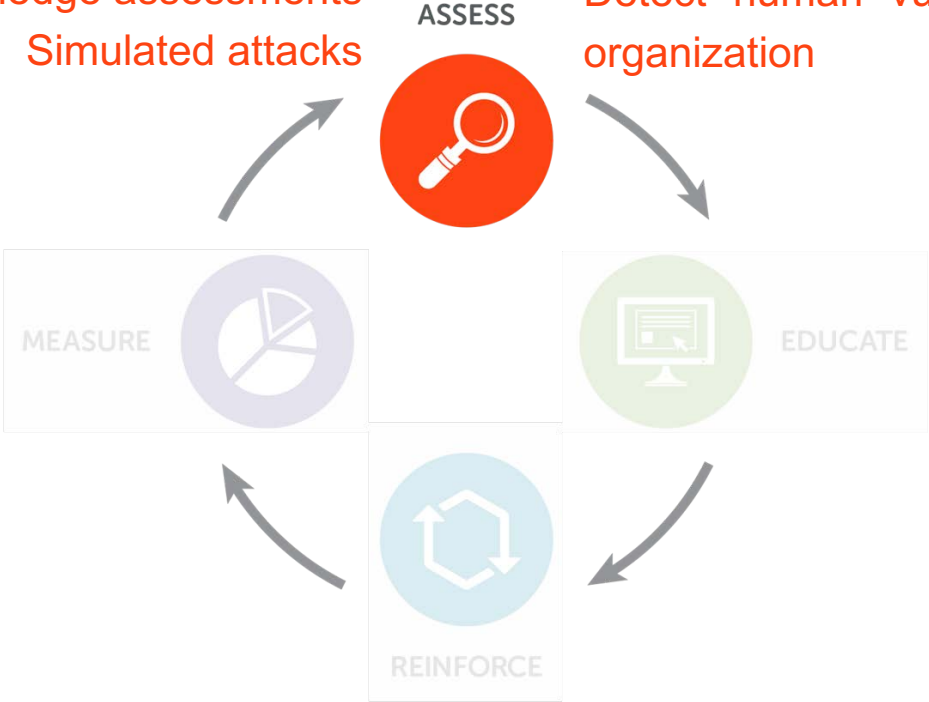 assessments
ASSESS
Detect human
Simulated attacks
organization
MEASURE
EDUCATE
REINFORCE